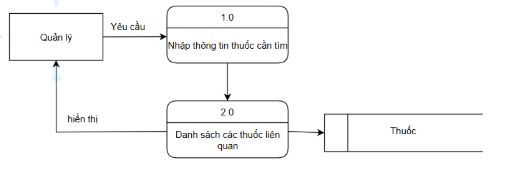 Quản lý
Yêu cầu
1.0
Nhập thông tin thuốc cần tìm
2.0
Danh sách các thuốc liên
quan
hiển thị
Thuốc